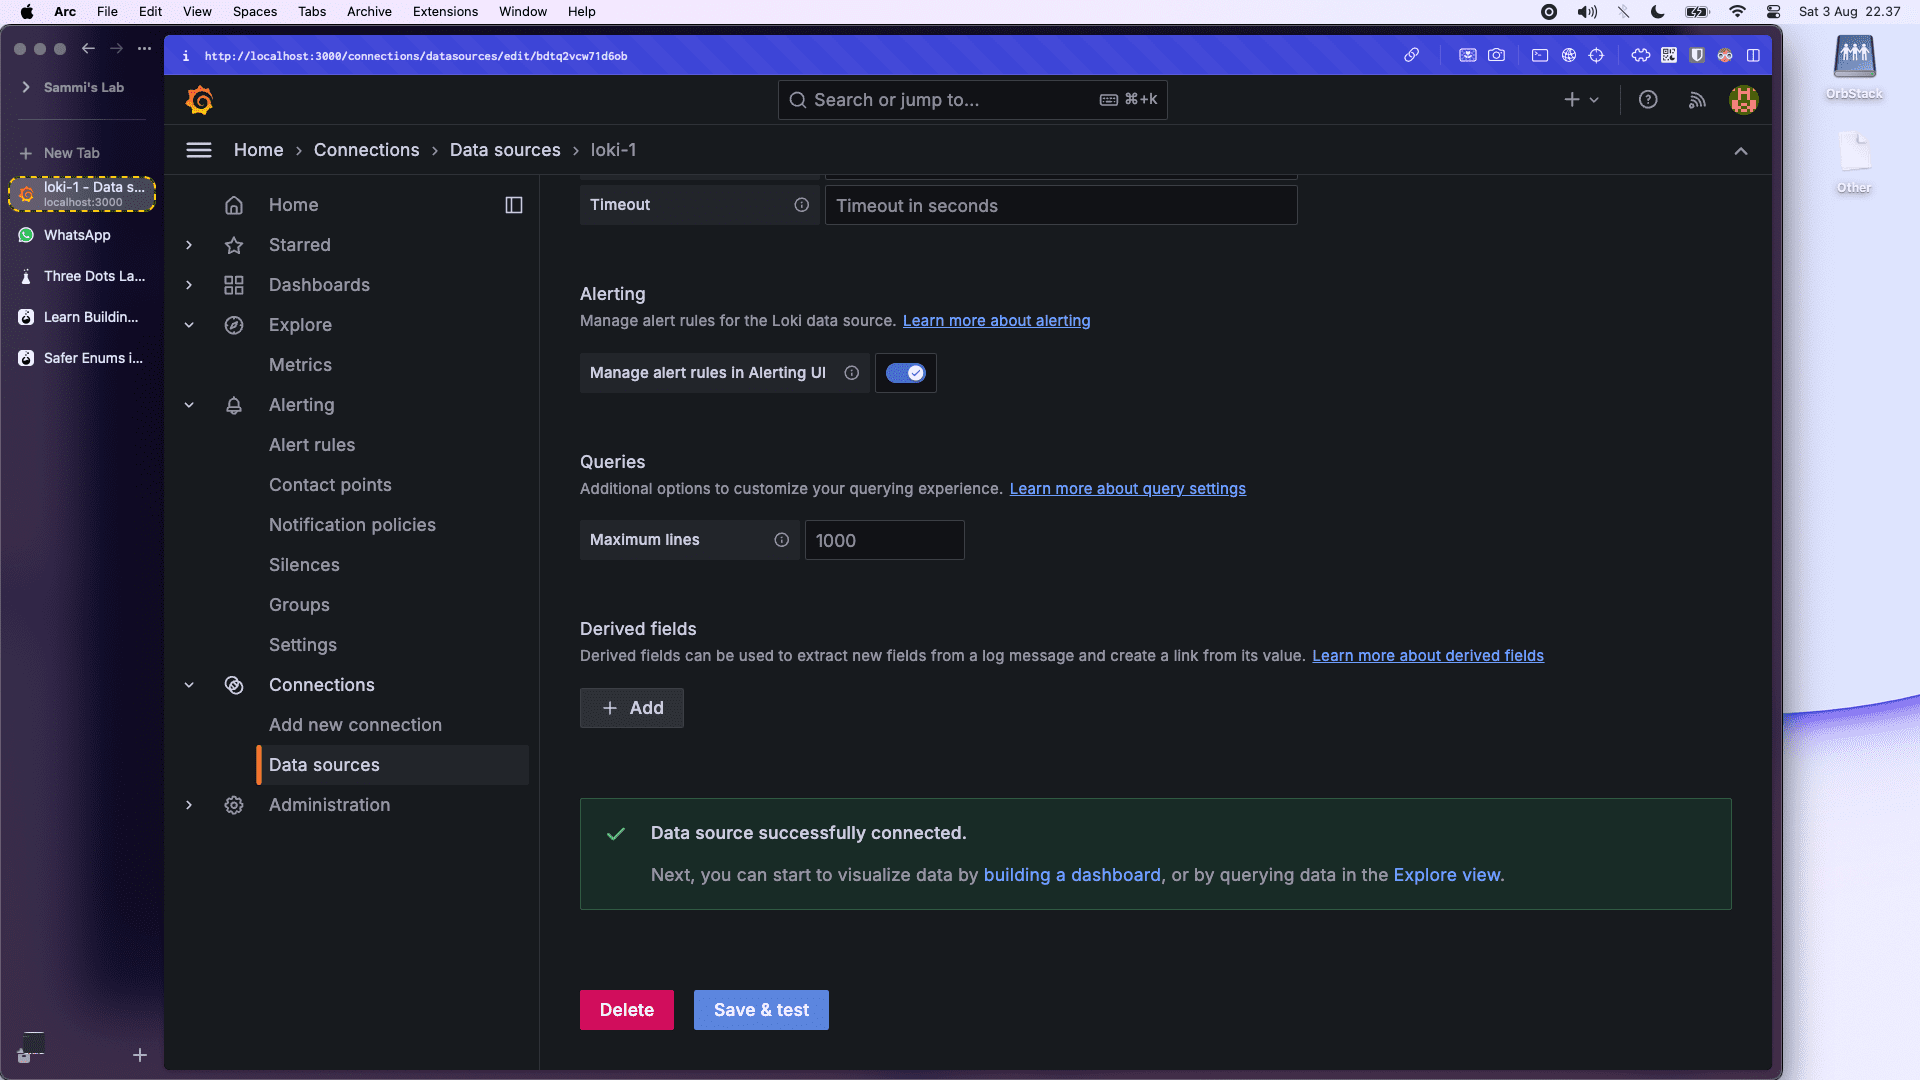 Arc File Edit View Spaces Tabs Archive Extensions Window Help
Sat 3 Aug 22.37
http://localhost:3000/connections/datasources/edit/bdtq2vcw71d6ob
Sammi's Lab
New Tab
loki-1 - Data s...
localhost:3000
WhatsApp
Three Dots La...
Learn Buildin...
Safer Enums i...
Search or jump to...
⌘+k
Home › Connections › Data sources › loki-1
Home
Starred
Dashboards
Explore
Metrics
Alerting
Alert rules
Contact points
Notification policies
Silences
Groups
Settings
Connections
Add new connection
Data sources
Administration
Timeout
Timeout in seconds
Alerting
Manage alert rules for the Loki data source. Learn more about alerting
Manage alert rules in Alerting UI
Queries
Additional options to customize your querying experience. Learn more about query settings
Maximum lines
1000
Derived fields
Derived fields can be used to extract new fields from a log message and create a link from its value. Learn more about derived fields
Add
Data source successfully connected.
Next, you can start to visualize data by building a dashboard, or by querying data in the Explore view.
Delete
Save & test
OrbStack
Other